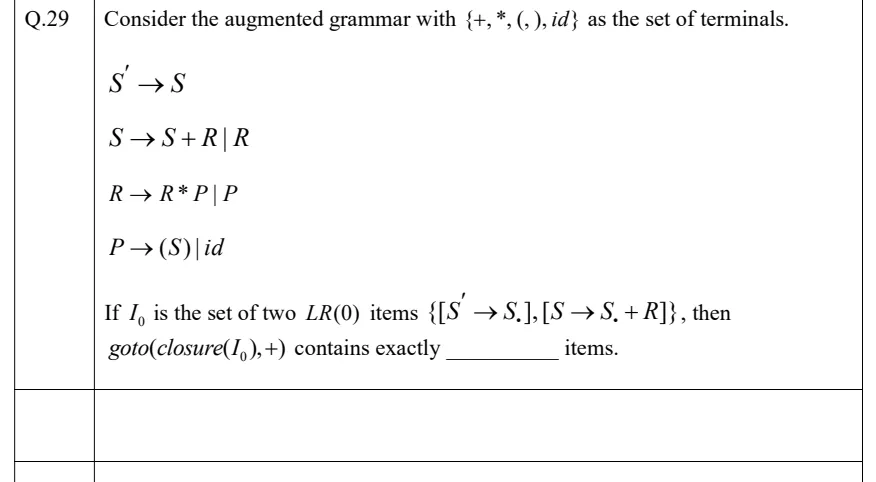 Q.29 Consider the augmented grammar with {+, *, (, ), id} as the set of terminals.
S′ → S
S → S + R | R
R → R * P | P
P → (S) | id
If I₀ is the set of two LR(0) items {[S′ → S.], [S → S. + R]}, then
goto(closure(I₀), +) contains exactly __________ items.